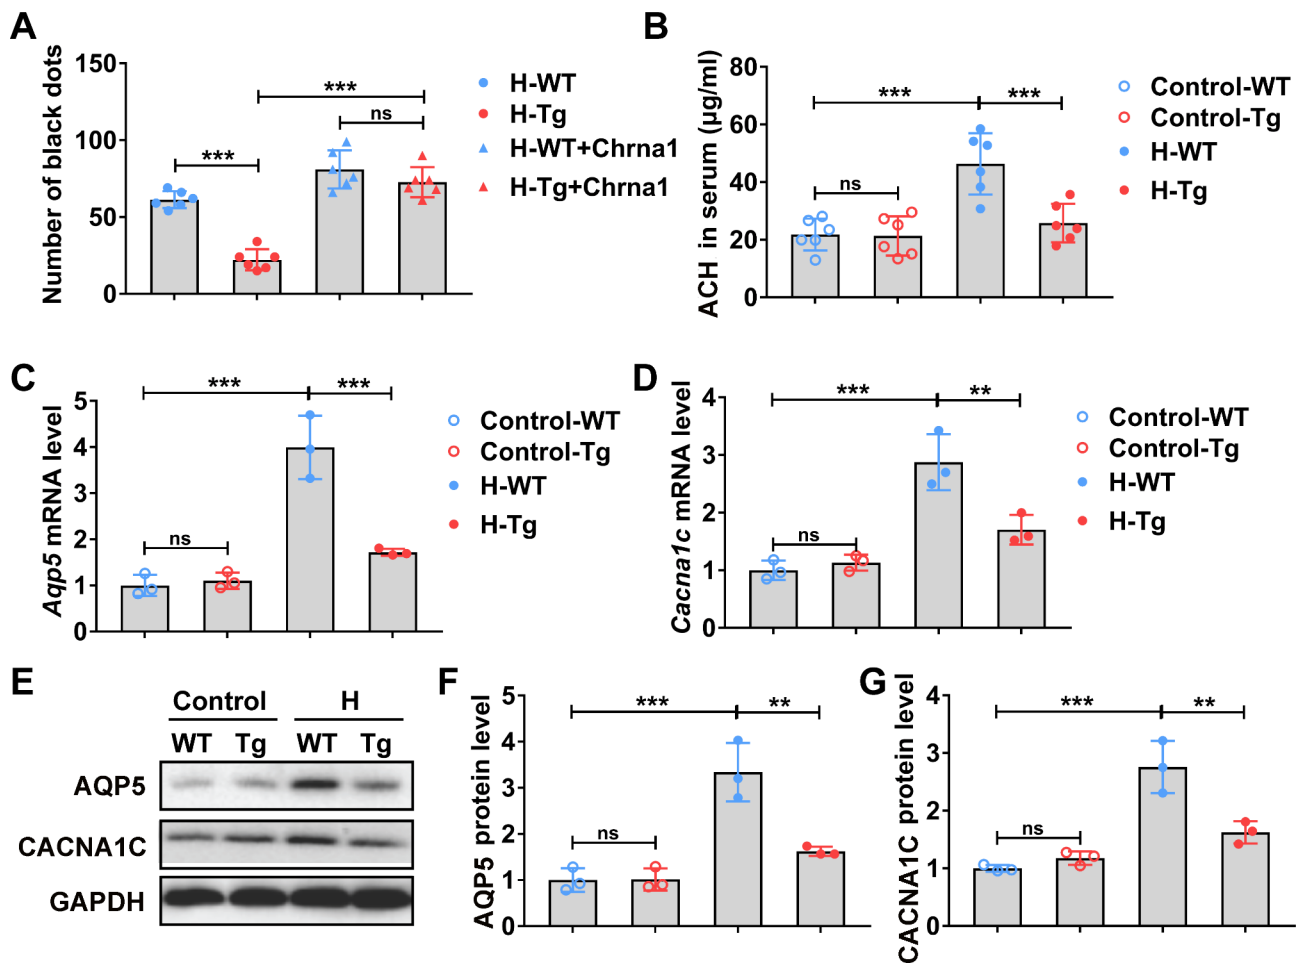 A
Number of black dots
150
100
50
0
***
***
ns
H-WT
H-Tg
H-WT+Chrna1
H-Tg+Chrna1
B
ACH in serum (μg/ml)
80
60
40
20
0
***
***
ns
Control-WT
Control-Tg
H-WT
H-Tg
C
Aqp5 mRNA level
5
4
3
2
1
0
***
***
ns
Control-WT
Control-Tg
H-WT
H-Tg
D
Cacna1c mRNA level
4
3
2
1
0
***
**
ns
Control-WT
Control-Tg
H-WT
H-Tg
E
Control H
WT Tg WT Tg
AQP5
CACNA1C
GAPDH
F
AQP5 protein level
5
4
3
2
1
0
***
**
ns
G
CACNA1C protein level
4
3
2
1
0
***
**
ns